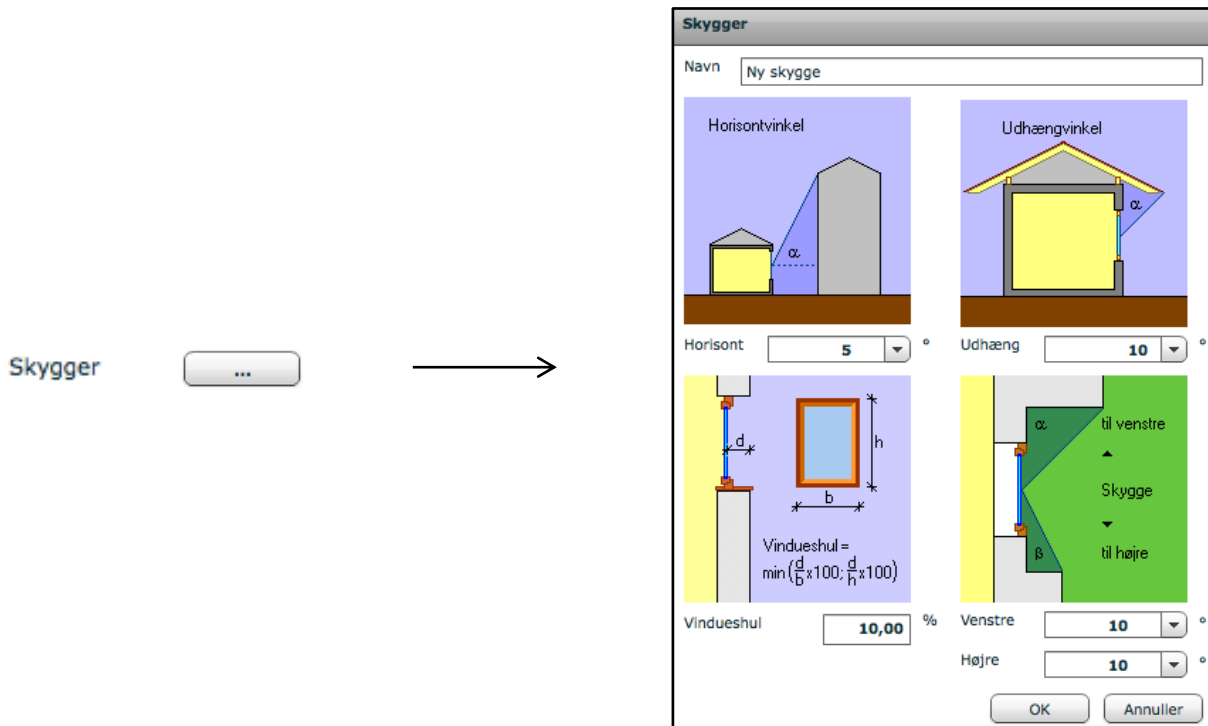 Skygger
...
Skygger
Navn
Ny skygge
Horisontvinkel
α
Udhængvinkel
α
Horisont
5
°
Udhæng
10
°
d
h
b
Vindueshul =
min(d/b x100; d/h x100)
α
til venstre
Skygge
til højre
β
Vindueshul
10,00
%
Venstre
10
°
Højre
10
°
OK
Annuller